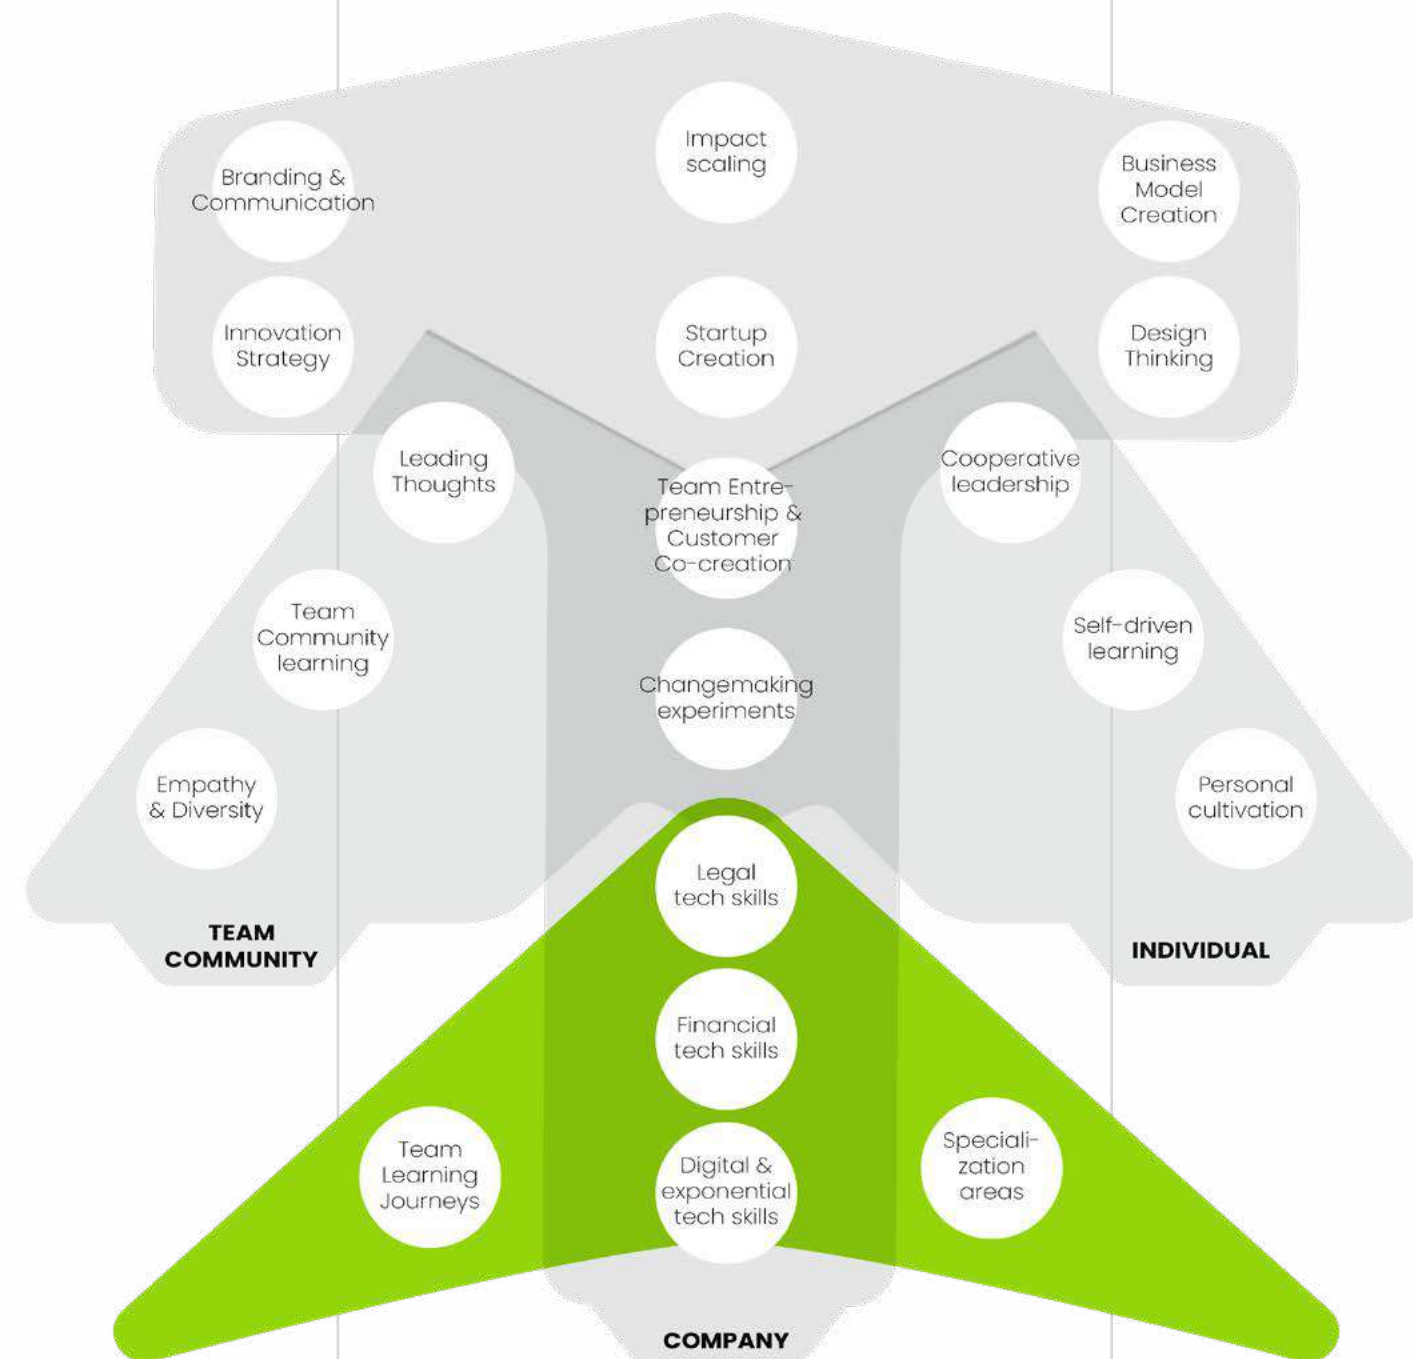 Impact
scaling
Branding &
Communication
Business
Model
Creation
Innovation
Strategy
Startup
Creation
Design
Thinking
Leading
Thoughts
Team Entre-
preneurship &
Customer
Co-creation
Cooperative
leadership
Team
Community
learning
Self-driven
learning
Changemaking
experiments
Empathy
& Diversity
Personal
cultivation
Legal
tech skills
TEAM
COMMUNITY
INDIVIDUAL
Financial
tech skills
Team
Learning
Journeys
Digital &
exponential
tech skills
Speciali-
zation
areas
COMPANY